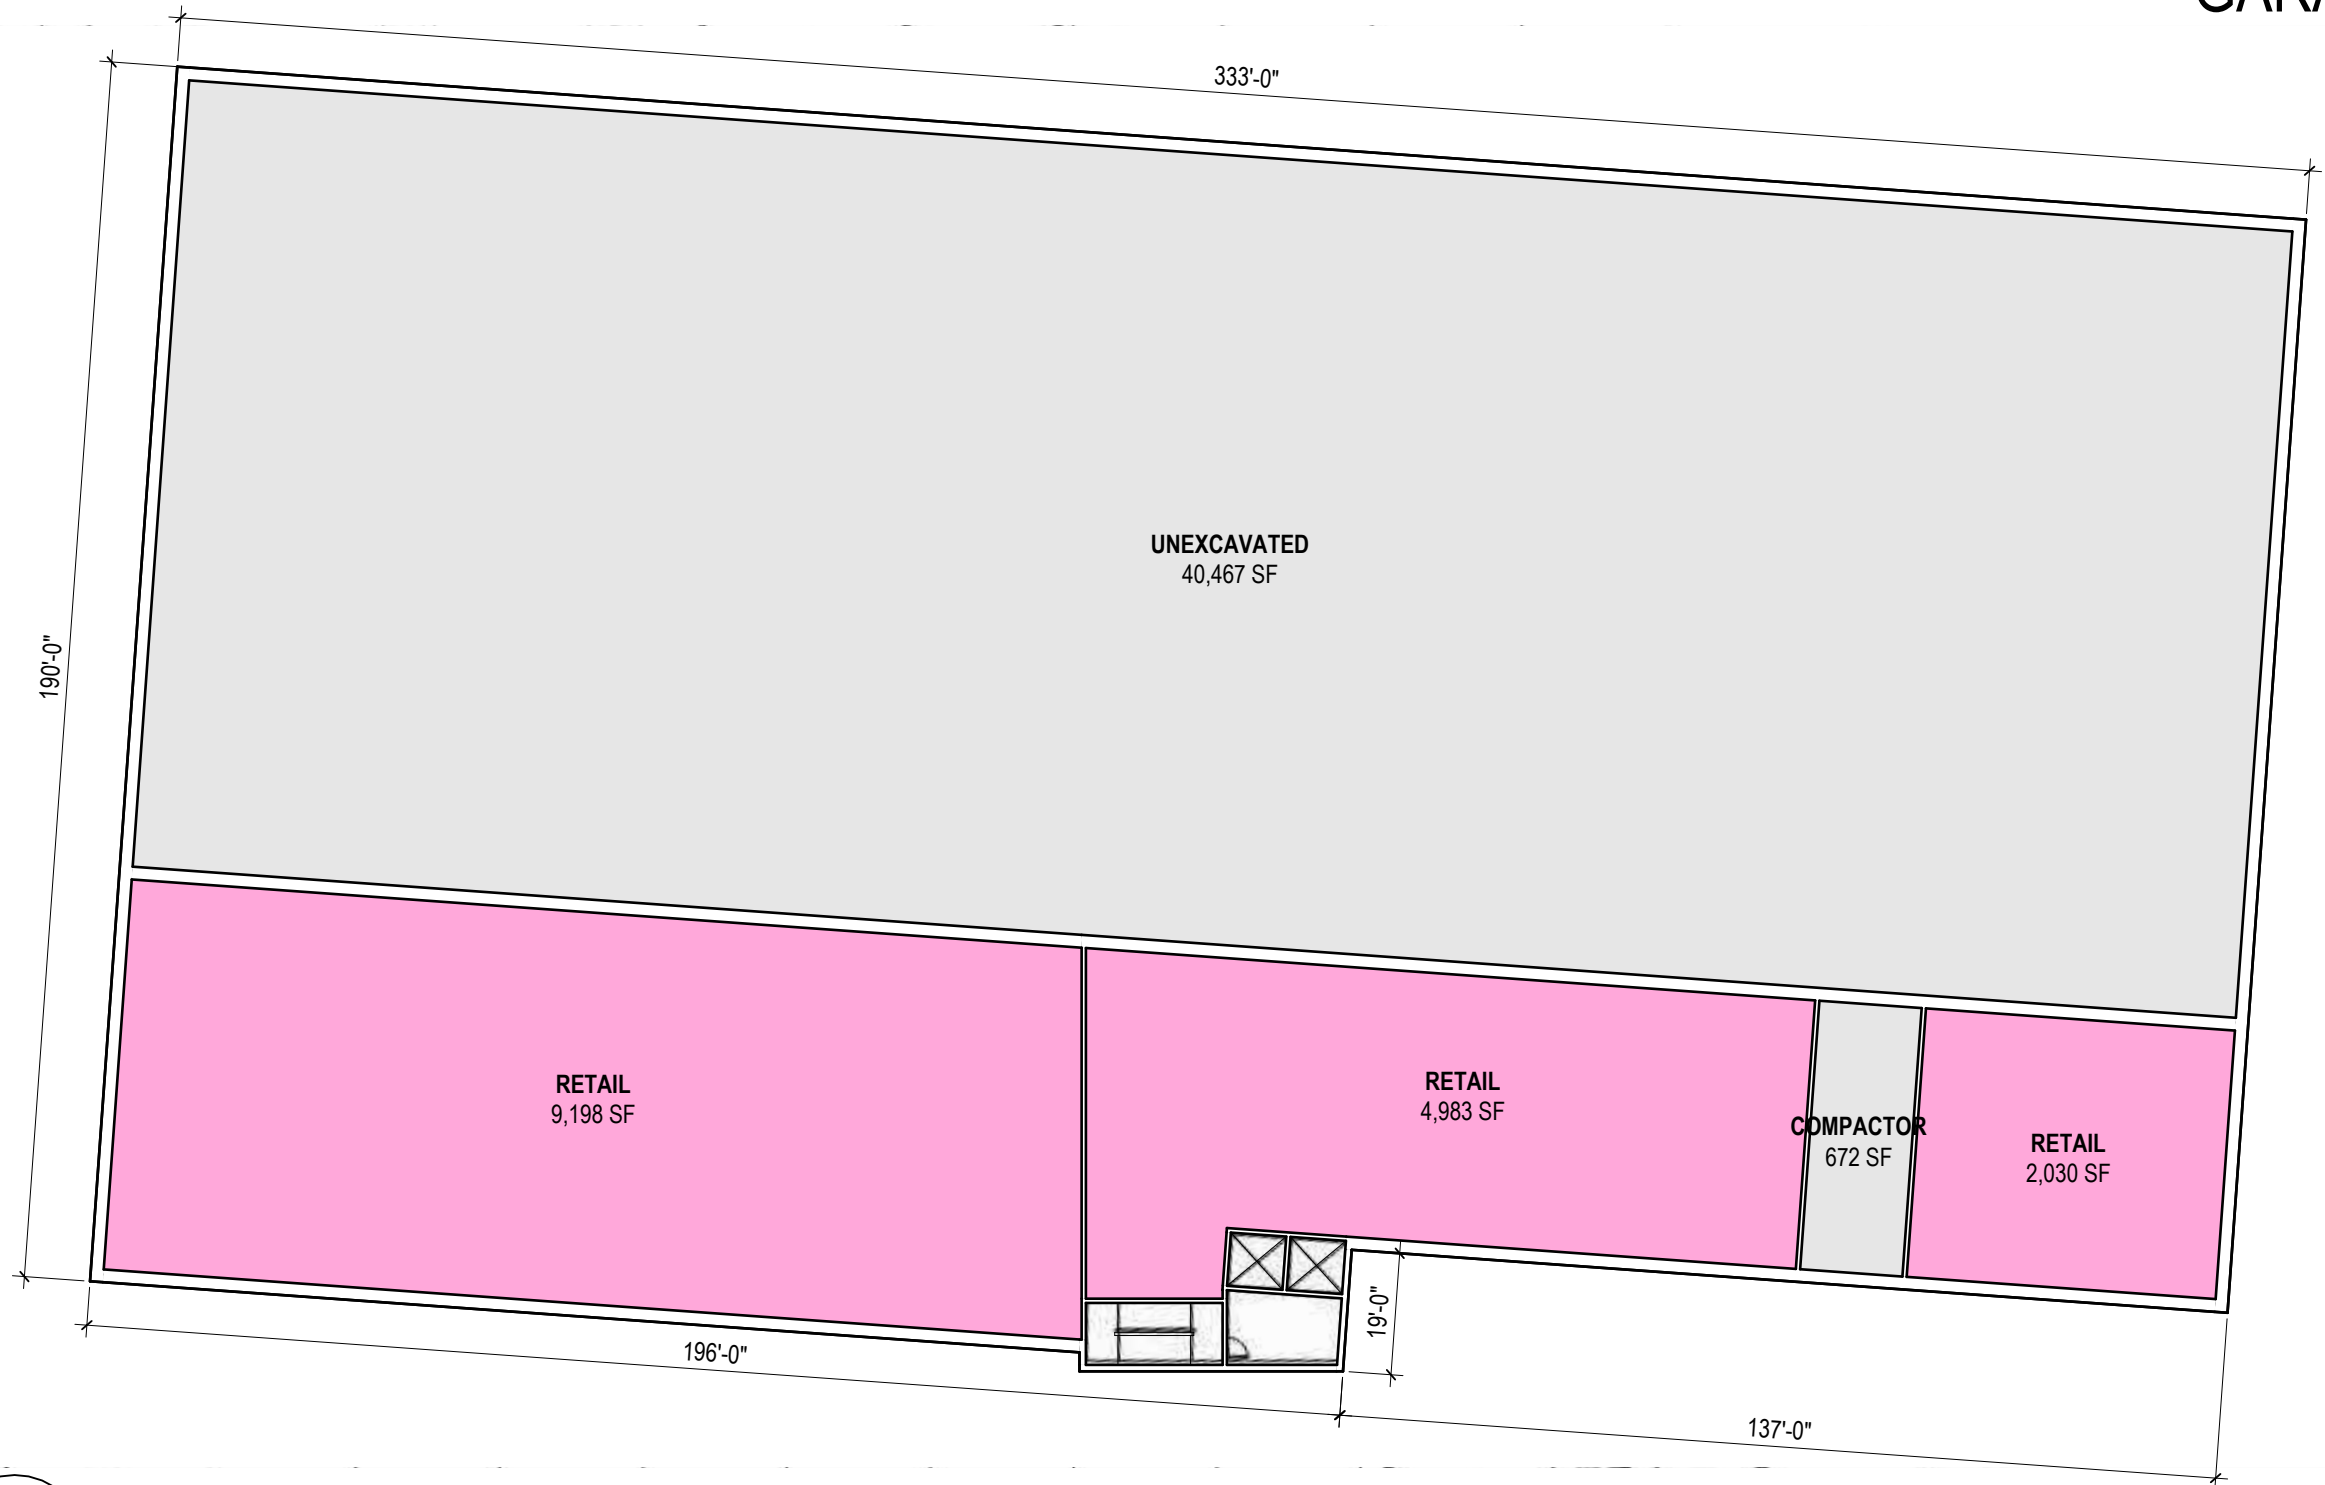 333'-0"
UNEXCAVATED
40,467 SF
190'-0"
RETAIL
9,198 SF
RETAIL
4,983 SF
COMPACTOR
672 SF
RETAIL
2,030 SF
19'-0"
196'-0"
137'-0"